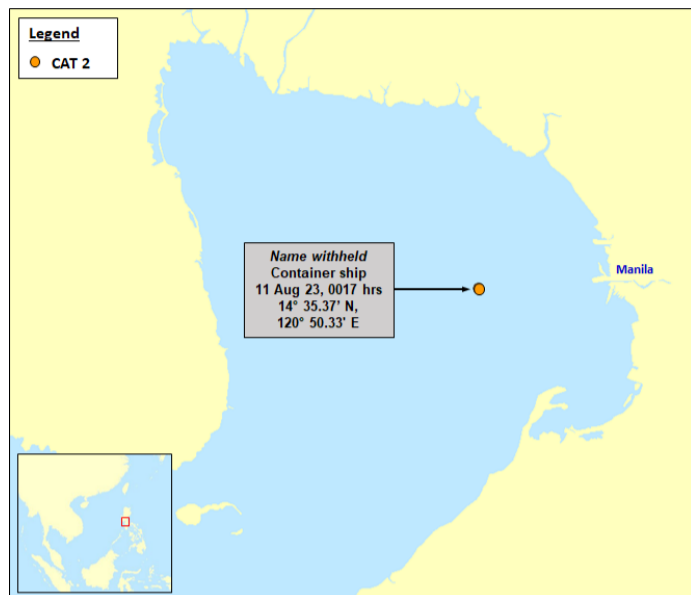 Legend
CAT 2
Name withheld
Container ship
11 Aug 23, 0017 hrs
14° 35.37' N,
120° 50.33' E
Manila